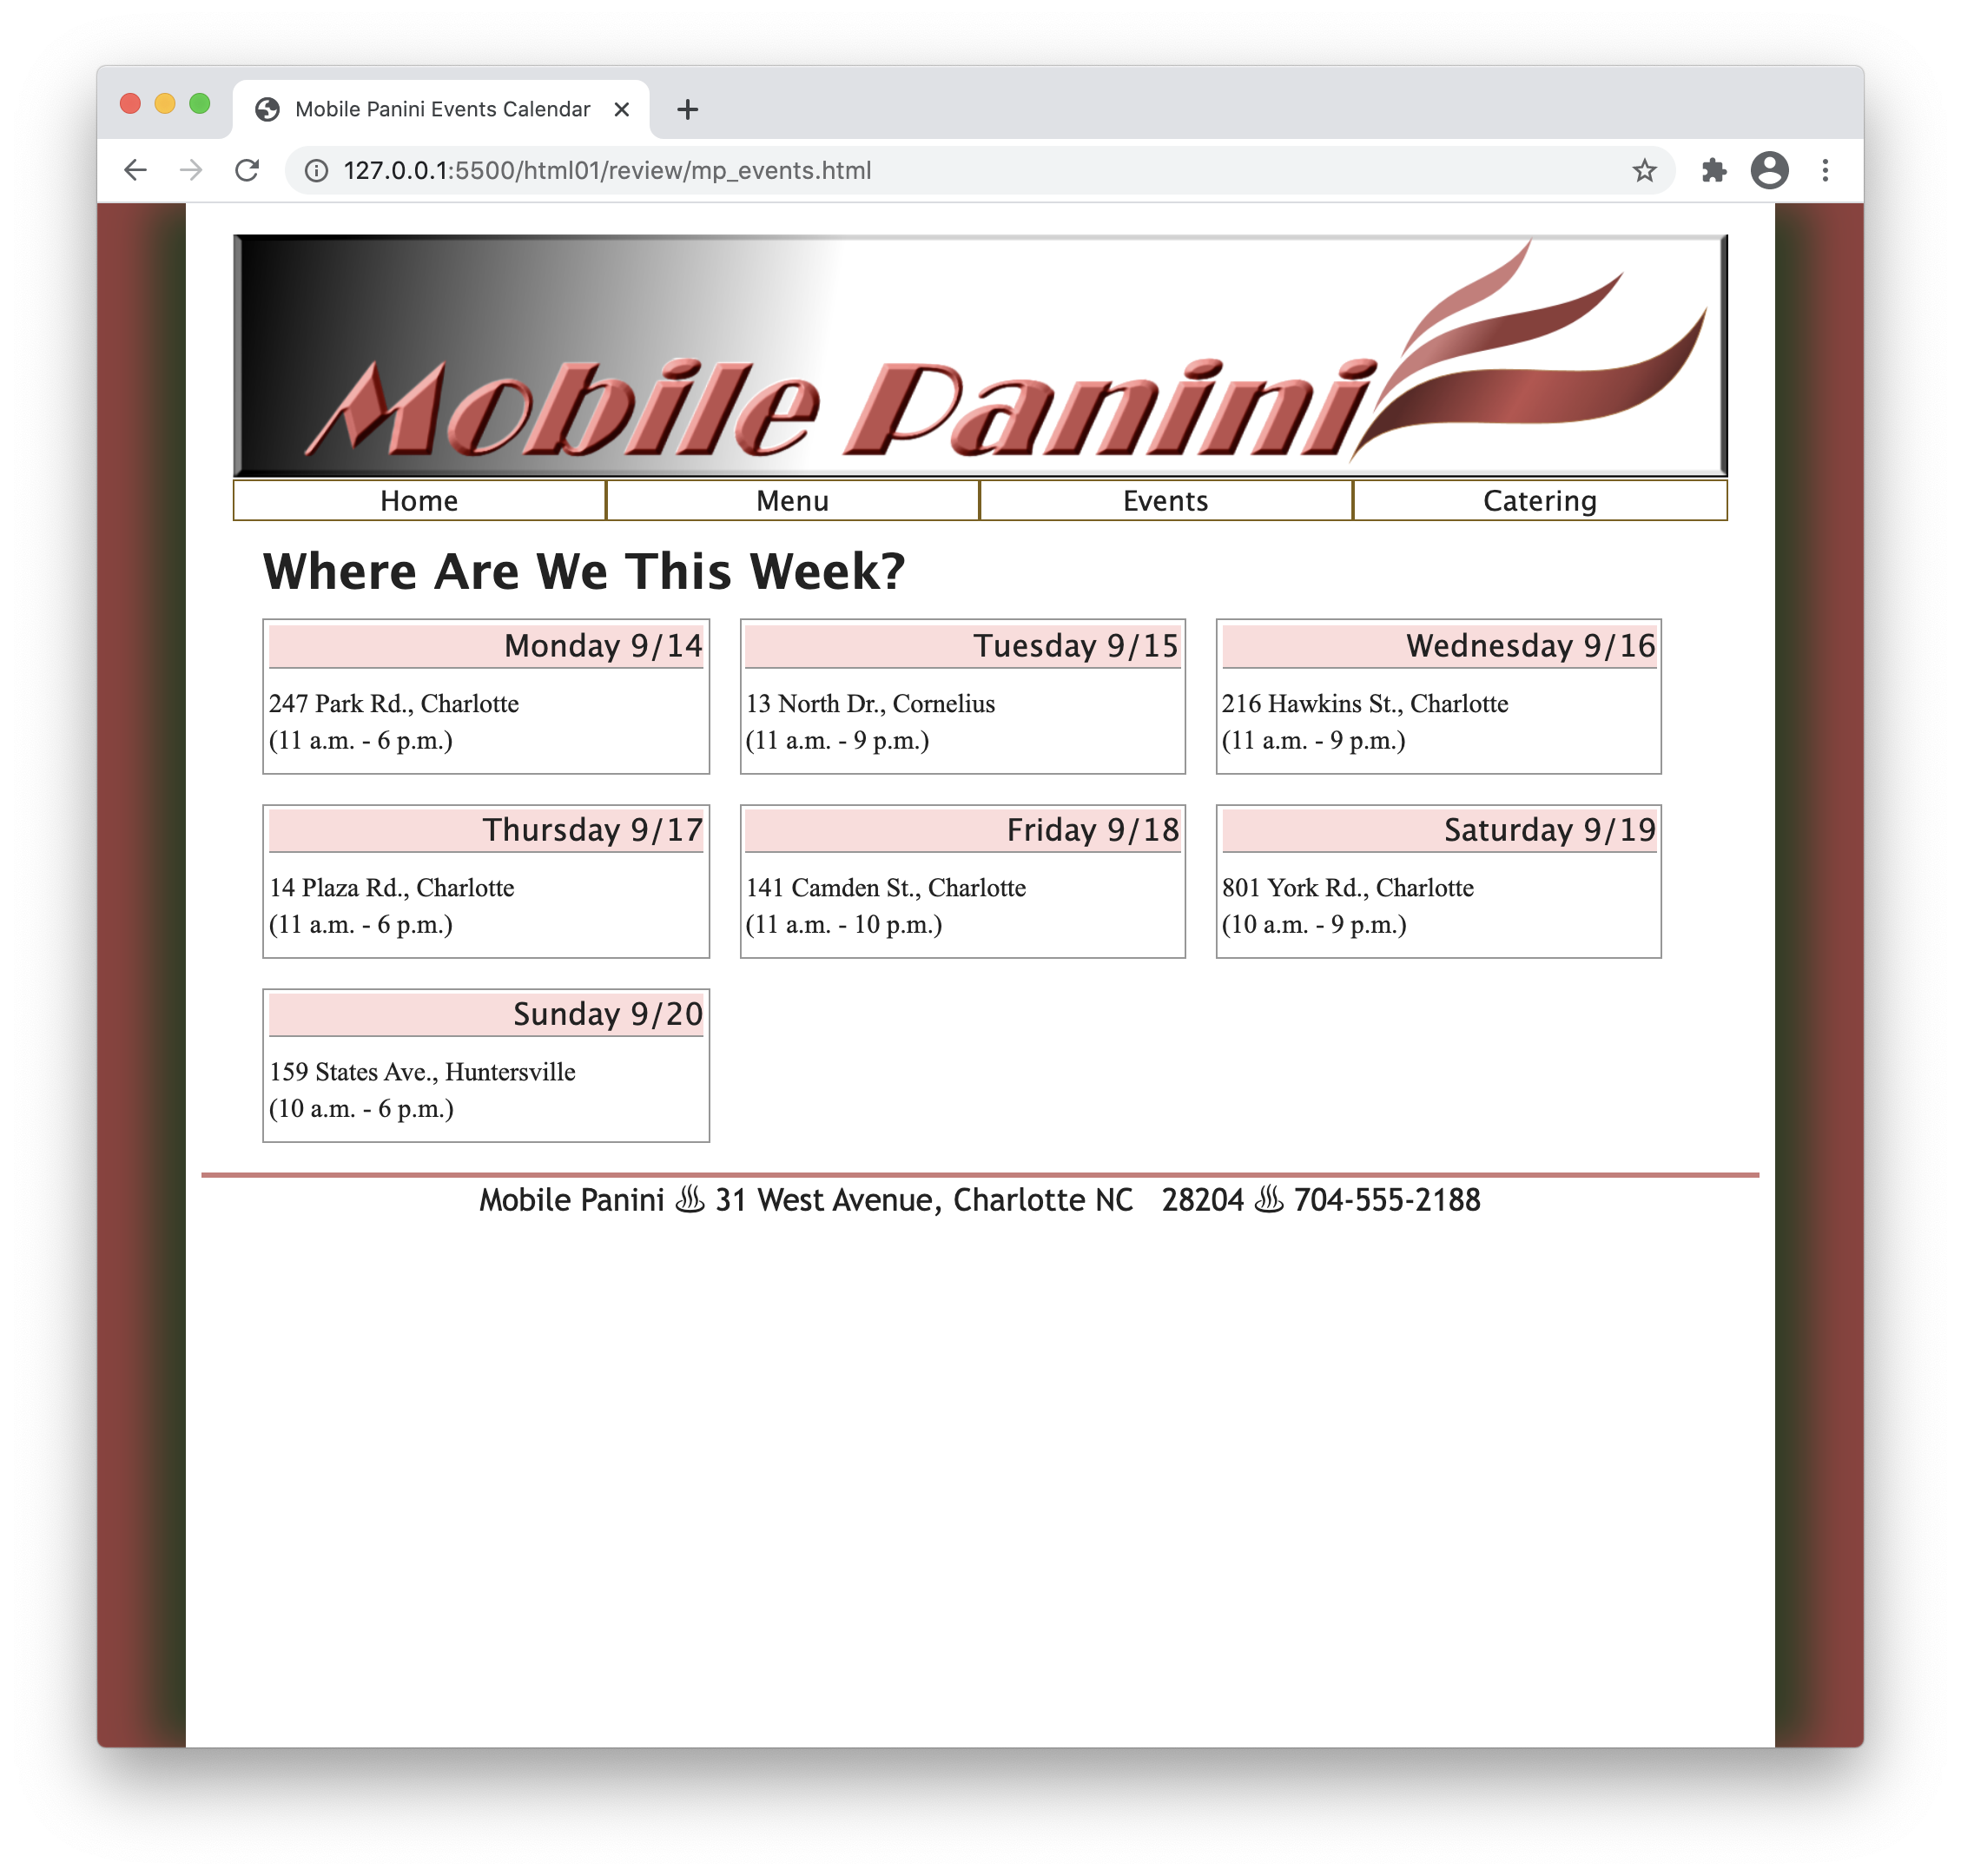 Mobile Panini Events Calendar
127.0.0.1:5500/html01/review/mp_events.html
Mobile Panini
Home Menu Events Catering
Where Are We This Week?
Monday 9/14
247 Park Rd., Charlotte
(11 a.m. - 6 p.m.)
Tuesday 9/15
13 North Dr., Cornelius
(11 a.m. - 9 p.m.)
Wednesday 9/16
216 Hawkins St., Charlotte
(11 a.m. - 9 p.m.)
Thursday 9/17
14 Plaza Rd., Charlotte
(11 a.m. - 6 p.m.)
Friday 9/18
141 Camden St., Charlotte
(11 a.m. - 10 p.m.)
Saturday 9/19
801 York Rd., Charlotte
(10 a.m. - 9 p.m.)
Sunday 9/20
159 States Ave., Huntersville
(10 a.m. - 6 p.m.)
Mobile Panini ♨ 31 West Avenue, Charlotte NC 28204 ♨ 704-555-2188